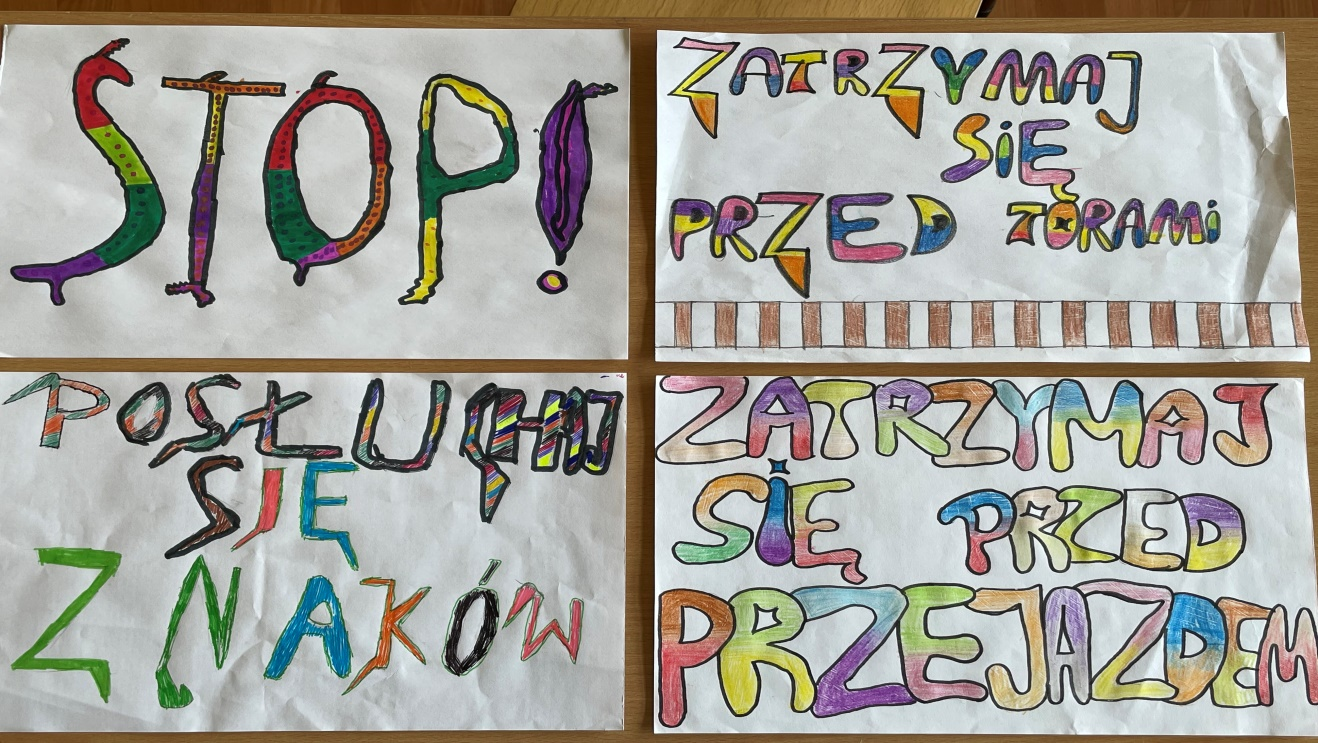 STOP!
ZATRZYMAJ
SIĘ
PRZED TORAMI
POSŁUCHAJ
SIĘ
ZNAKÓW
ZATRZYMAJ
SIĘ PRZED
PRZEJAZDEM